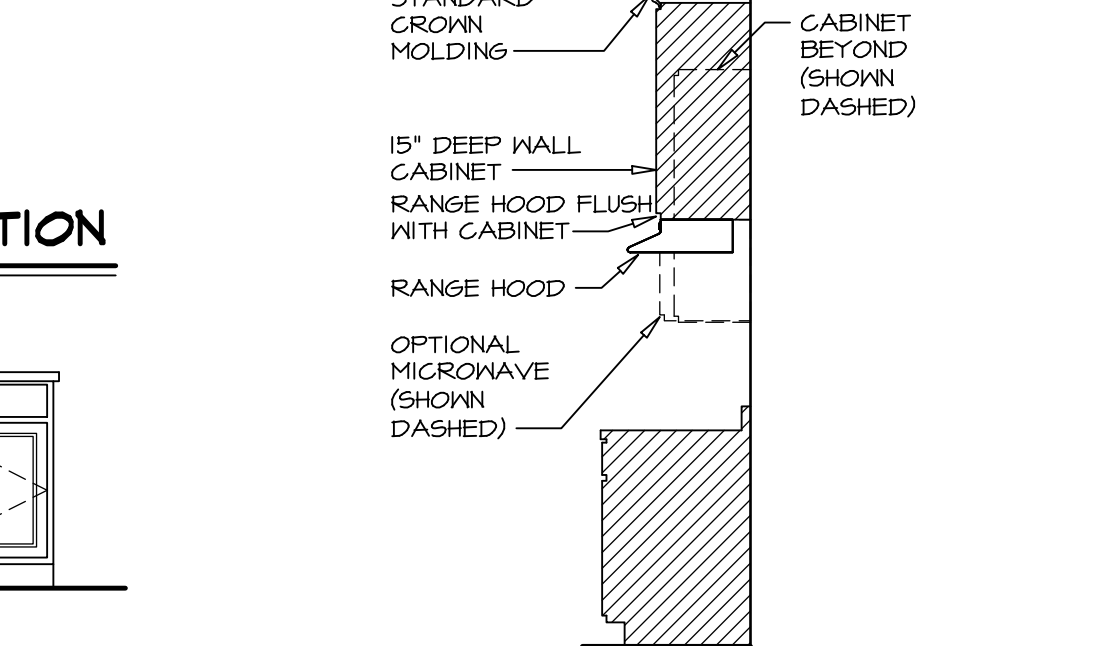 STANDARD
CROWN
MOLDING
CABINET
BEYOND
(SHOWN
DASHED)
15" DEEP WALL
CABINET
RANGE HOOD FLUSH
WITH CABINET
RANGE HOOD
OPTIONAL
MICROWAVE
(SHOWN
DASHED)
TION